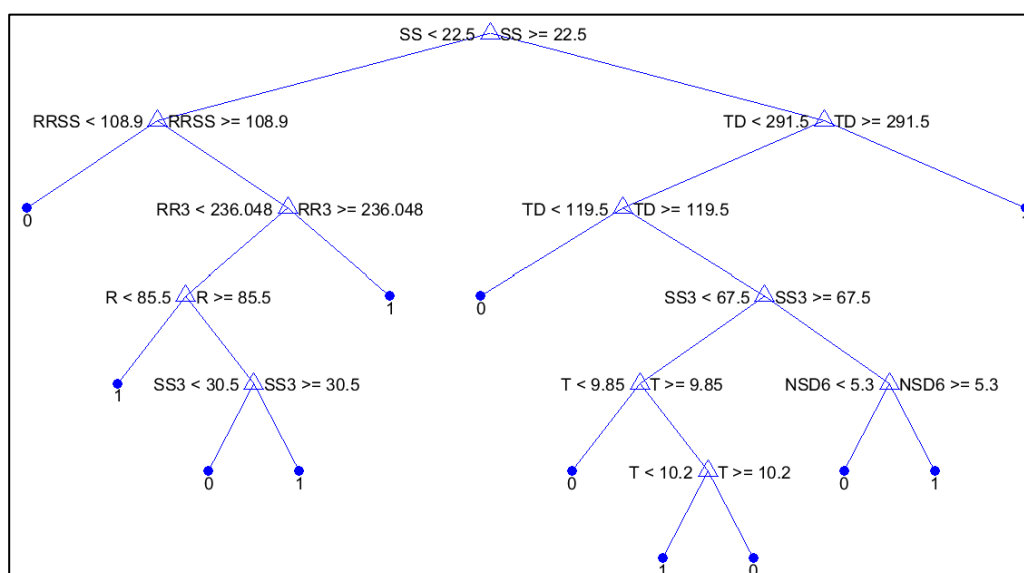 SS < 22.5 SS >= 22.5
RRSS < 108.9 RRSS >= 108.9 TD < 291.5 TD >= 291.5
0 RR3 < 236.048 RR3 >= 236.048 TD < 119.5 TD >= 119.5
R < 85.5 R >= 85.5 1 0 SS3 < 67.5 SS3 >= 67.5
1 SS3 < 30.5 SS3 >= 30.5 T < 9.85 T >= 9.85 NSD6 < 5.3 NSD6 >= 5.3
0 1 0 T < 10.2 T >= 10.2 0 1
1 0